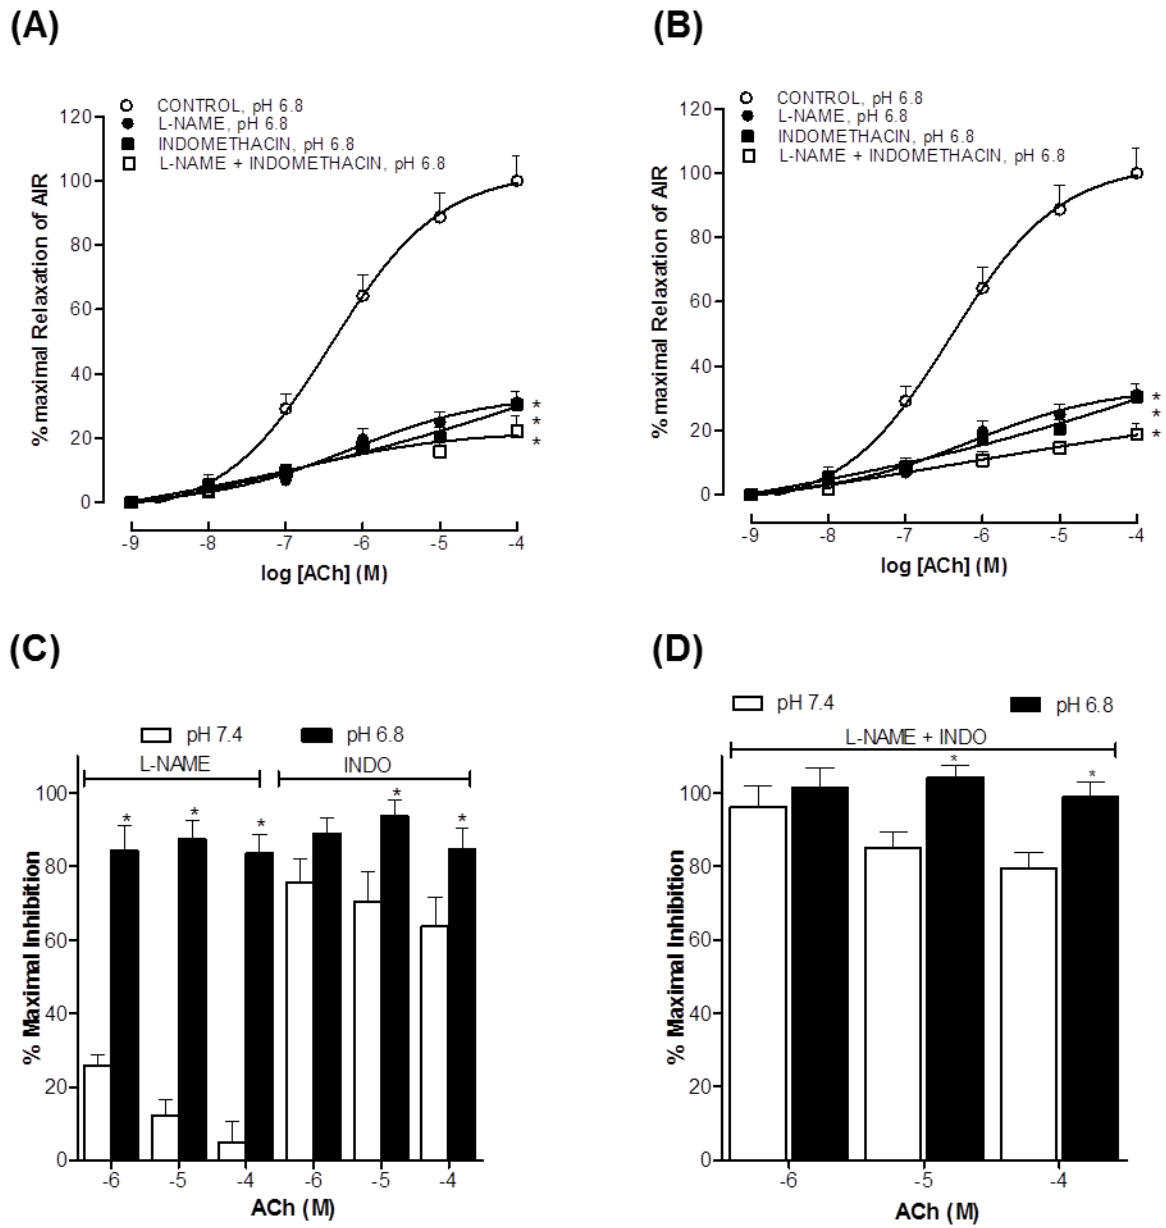 (A)
CONTROL, pH 6.8
L-NAME, pH 6.8
INDOMETHACIN, pH 6.8
L-NAME + INDOMETHACIN, pH 6.8
% maximal Relaxation of AIR
120
100
80
60
40
20
0
*
*
*
-9 -8 -7 -6 -5 -4
log [ACh] (M)
(B)
CONTROL, pH 6.8
L-NAME, pH 6.8
INDOMETHACIN, pH 6.8
L-NAME + INDOMETHACIN, pH 6.8
% maximal Relaxation of AIR
120
100
80
60
40
20
0
*
*
*
-9 -8 -7 -6 -5 -4
log [ACh] (M)
(C)
pH 7.4 pH 6.8
L-NAME INDO
% Maximal Inhibition
100
80
60
40
20
0
* * * * *
-6 -5 -4 -6 -5 -4
ACh (M)
(D)
pH 7.4 pH 6.8
L-NAME + INDO
% Maximal Inhibition
100
80
60
40
20
0
* *
-6 -5 -4
ACh (M)